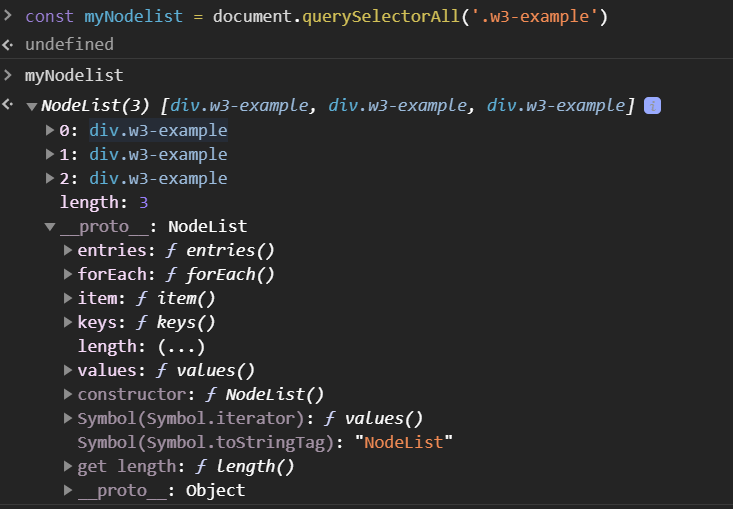 > const myNodelist = document.querySelectorAll('.w3-example')
undefined
> myNodelist
NodeList(3) [div.w3-example, div.w3-example, div.w3-example] i
0: div.w3-example
1: div.w3-example
2: div.w3-example
length: 3
__proto__: NodeList
entries: ƒ entries()
forEach: ƒ forEach()
item: ƒ item()
keys: ƒ keys()
length: (...)
values: ƒ values()
constructor: ƒ NodeList()
Symbol(Symbol.iterator): ƒ values()
Symbol(Symbol.toStringTag): "NodeList"
get length: ƒ length()
__proto__: Object